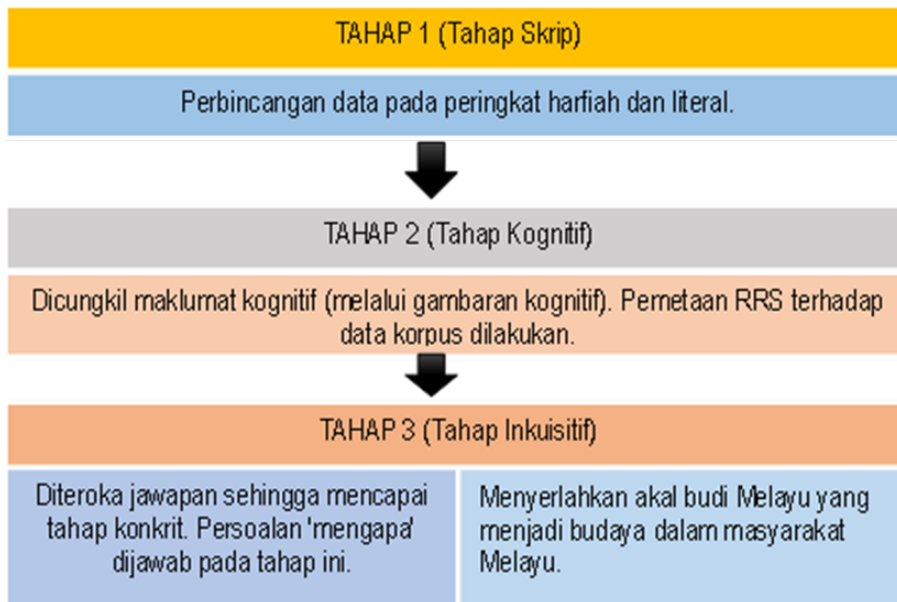 TAHAP 1 (Tahap Skrip)
Perbincangan data pada peringkat harfiah dan literal.
TAHAP 2 (Tahap Kognitif)
Dicungkil maklumat kognitif (melalui gambaran kognitif). Pemetaan RRS terhadap
data korpus dilakukan.
TAHAP 3 (Tahap Inkuisitif)
Diteroka jawapan sehingga mencapai
tahap konkrit. Persoalan 'mengapa'
dijawab pada tahap ini.
Menyerlahkan akal budi Melayu yang
menjadi budaya dalam masyarakat
Melayu.